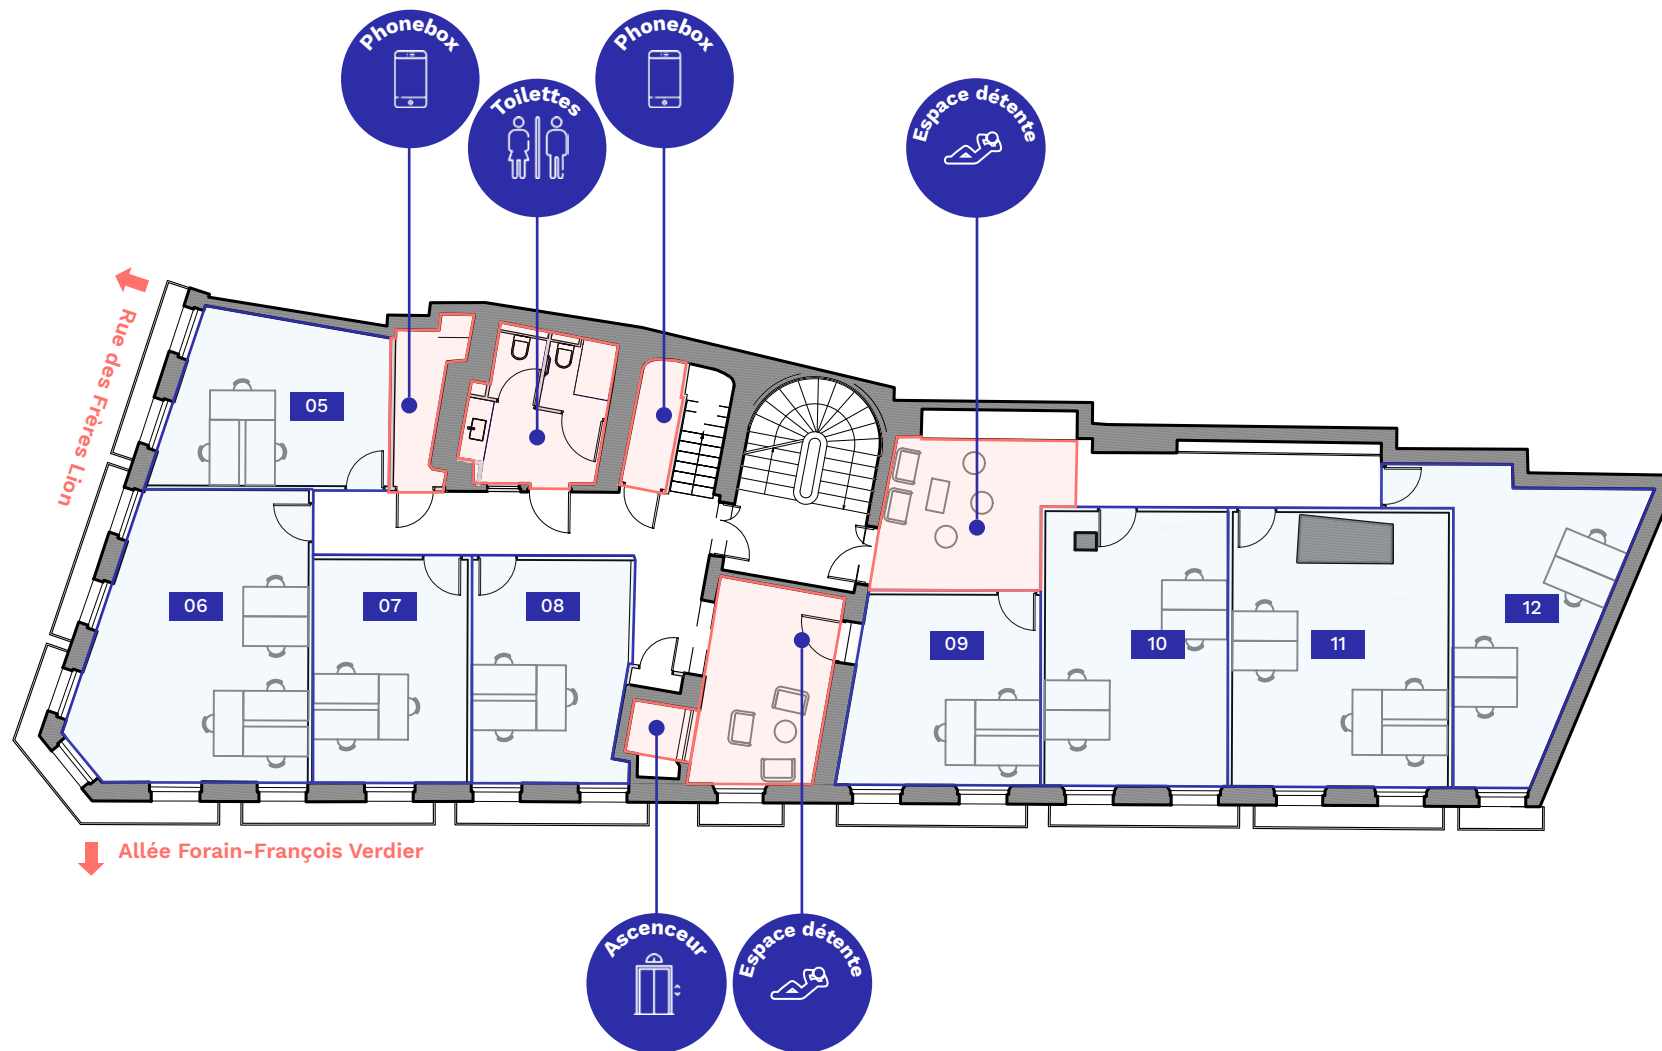 Phonebox
Phonebox
Toilettes
Espace détente
Rue des Frères Lion
05
06
07
08
09
10
11
12
Allée Forain-François Verdier
Ascenceur
Espace détente